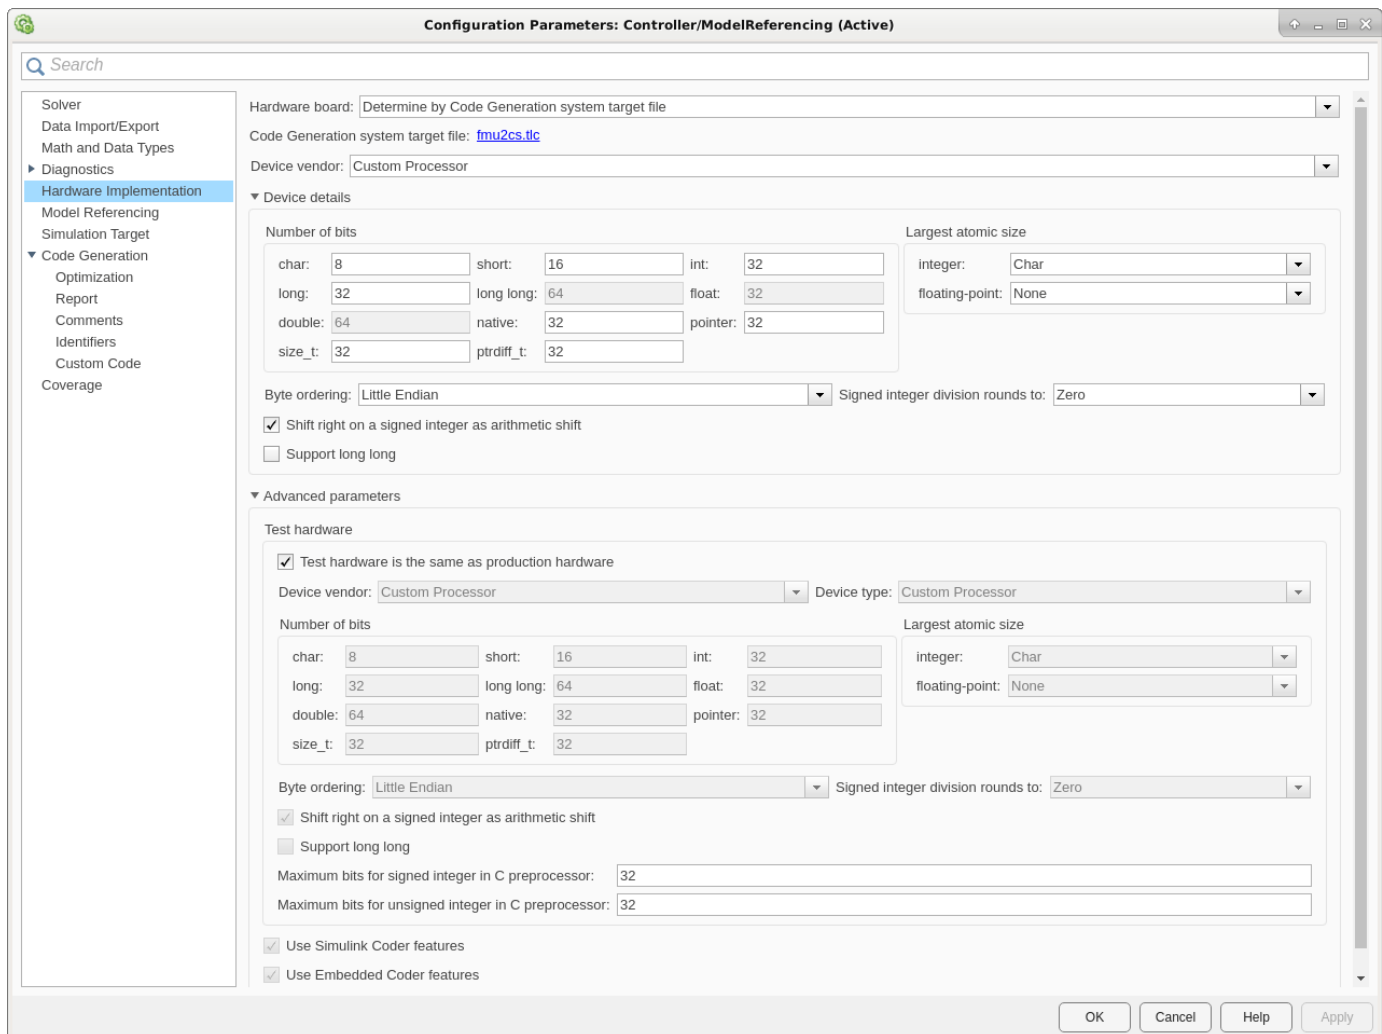 Configuration Parameters: Controller/ModelReferencing (Active)
Search
Solver
Data Import/Export
Math and Data Types
Diagnostics
Hardware Implementation
Model Referencing
Simulation Target
Code Generation
Optimization
Report
Comments
Identifiers
Custom Code
Coverage
Hardware board: Determine by Code Generation system target file
Code Generation system target file: fmu2cs.tlc
Device vendor: Custom Processor
Device details
Number of bits
char: 8 short: 16 int: 32
long: 32 long long: 64 float: 32
double: 64 native: 32 pointer: 32
size_t: 32 ptrdiff_t: 32
Largest atomic size
integer: Char
floating-point: None
Byte ordering: Little Endian Signed integer division rounds to: Zero
Shift right on a signed integer as arithmetic shift
Support long long
Advanced parameters
Test hardware
Test hardware is the same as production hardware
Device vendor: Custom Processor Device type: Custom Processor
Number of bits
char: 8 short: 16 int: 32
long: 32 long long: 64 float: 32
double: 64 native: 32 pointer: 32
size_t: 32 ptrdiff_t: 32
Largest atomic size
integer: Char
floating-point: None
Byte ordering: Little Endian Signed integer division rounds to: Zero
Shift right on a signed integer as arithmetic shift
Support long long
Maximum bits for signed integer in C preprocessor: 32
Maximum bits for unsigned integer in C preprocessor: 32
Use Simulink Coder features
Use Embedded Coder features
OK Cancel Help Apply